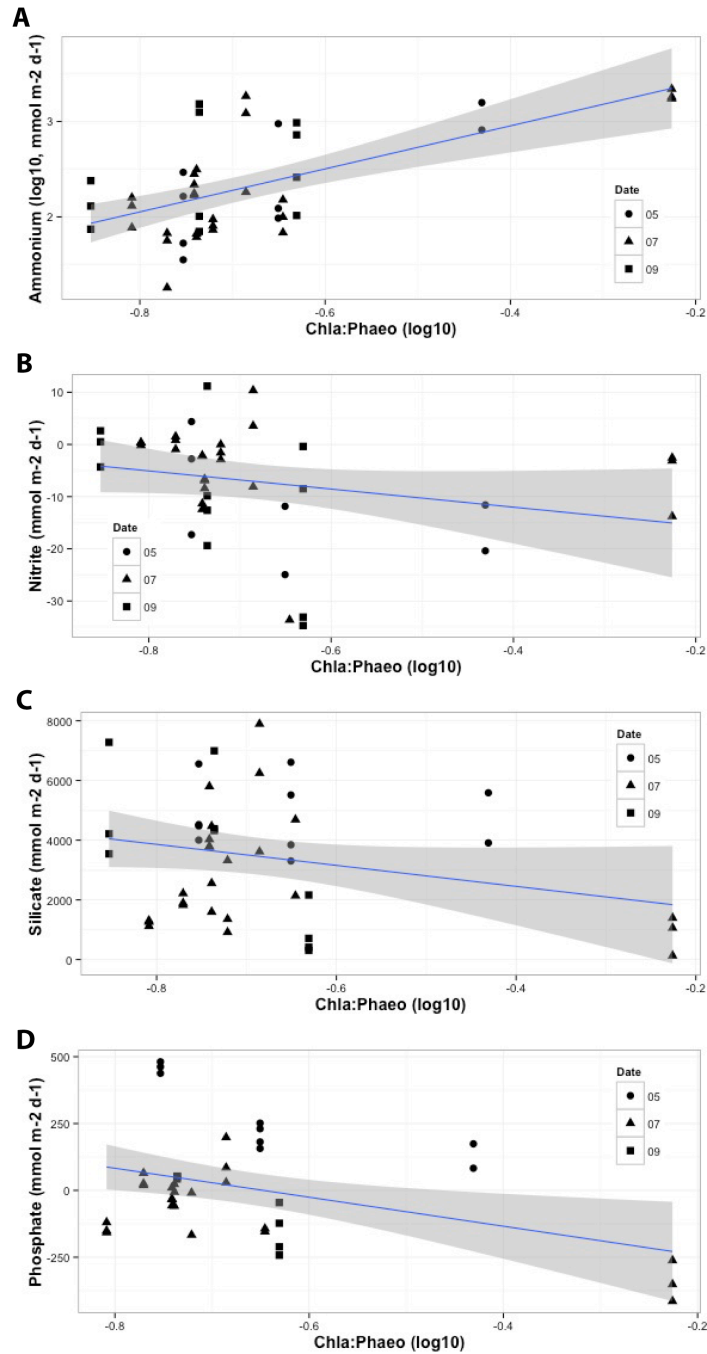 A
Ammonium (log10, mmol m-2 d-1)
3
2
-0.8
-0.6
-0.4
-0.2
Chla:Phaeo (log10)
Date
05
07
09
B
Nitrite (mmol m-2 d-1)
10
0
-10
-20
-30
-0.8
-0.6
-0.4
-0.2
Chla:Phaeo (log10)
Date
05
07
09
C
Silicate (mmol m-2 d-1)
8000
6000
4000
2000
0
-0.8
-0.6
-0.4
-0.2
Chla:Phaeo (log10)
Date
05
07
09
D
Phosphate (mmol m-2 d-1)
500
250
0
-250
-0.8
-0.6
-0.4
-0.2
Chla:Phaeo (log10)
Date
05
07
09